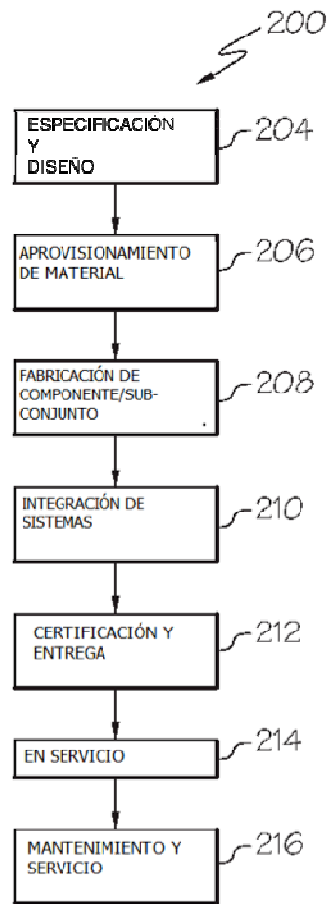 200
ESPECIFICACIÓN
Y
DISEÑO
204
APROVISIONAMIENTO
DE MATERIAL
206
FABRICACIÓN DE
COMPONENTE/SUB-
CONJUNTO
208
INTEGRACIÓN DE
SISTEMAS
210
CERTIFICACIÓN Y
ENTREGA
212
EN SERVICIO
214
MANTENIMIENTO Y
SERVICIO
216